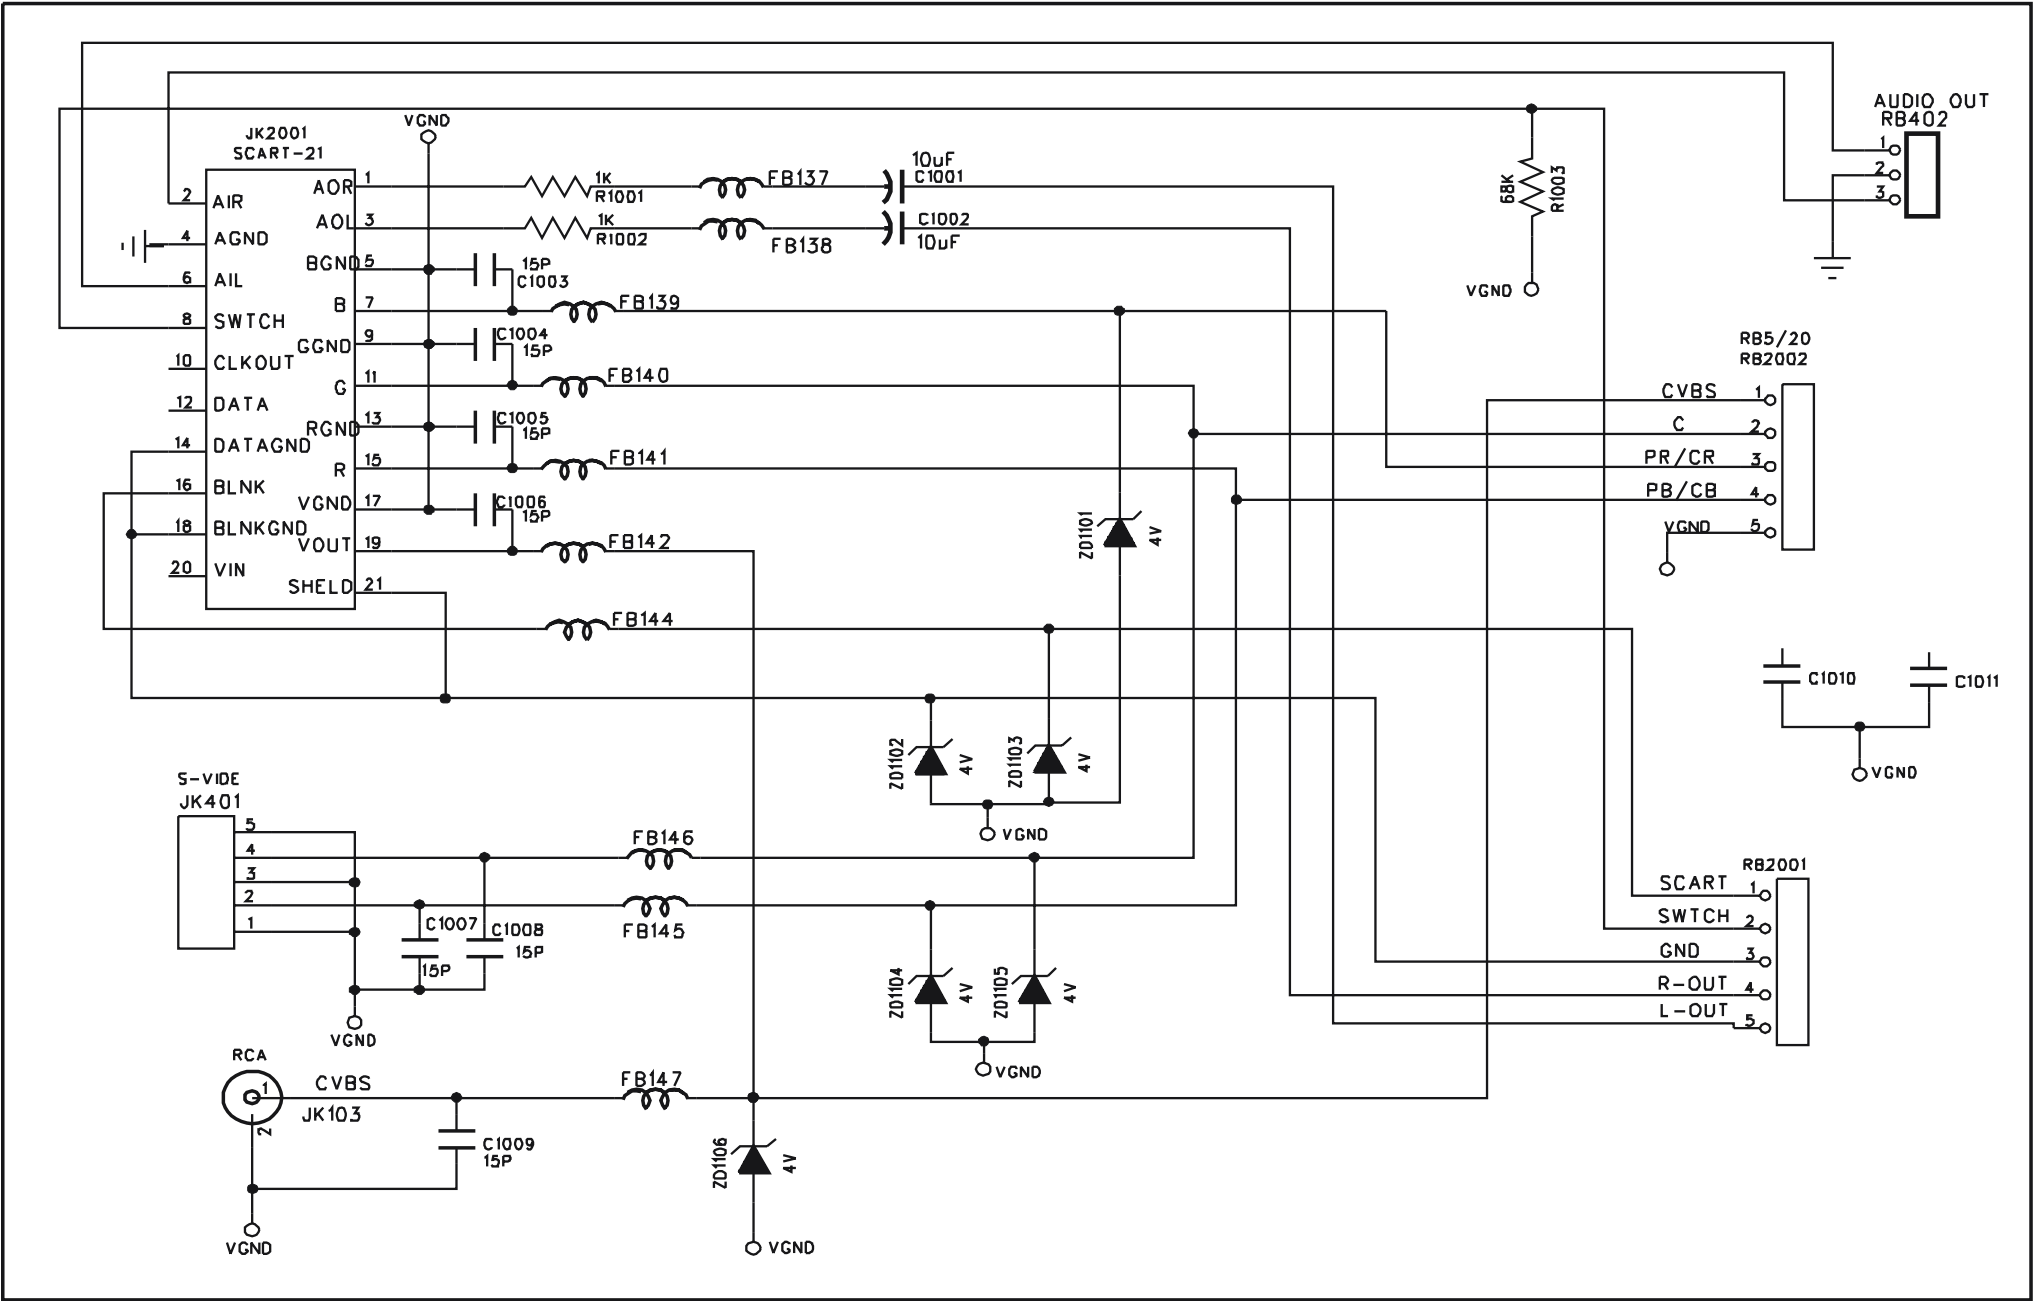 AUDIO OUT
RB402
1
2
3
VGND
JK2001
SCART-21
2 AIR
4 AGND
6 AIL
8 SWTCH
10 CLKOUT
12 DATA
14 DATAGND
16 BLNK
18 BLNKGND
20 VIN
AOR 1
AOL 3
BGND 5
B 7
GGND 9
G 11
RGND 13
R 15
VGND 17
VOUT 19
SHELD 21
1K
R1001
FB137
10uF
C1001
1K
R1002
FB138
C1002
10uF
15P
C1003
FB139
C1004
15P
FB140
C1005
15P
FB141
C1006
15P
FB142
FB144
68K
R1003
VGND
RB5/20
RB2002
CVBS 1
C 2
PR/CR 3
PB/CB 4
VGND 5
ZD1101
4V
C1010
C1011
VGND
ZD1102
4V
ZD1103
4V
VGND
S-VIDE
JK401
5
4
3
2
1
FB146
FB145
C1007
15P
C1008
15P
VGND
ZD1104
4V
ZD1105
4V
VGND
RB2001
SCART 1
SWTCH 2
GND 3
R-OUT 4
L-OUT 5
RCA
1
2
CVBS
JK103
FB147
C1009
15P
ZD1106
4V
VGND
VGND